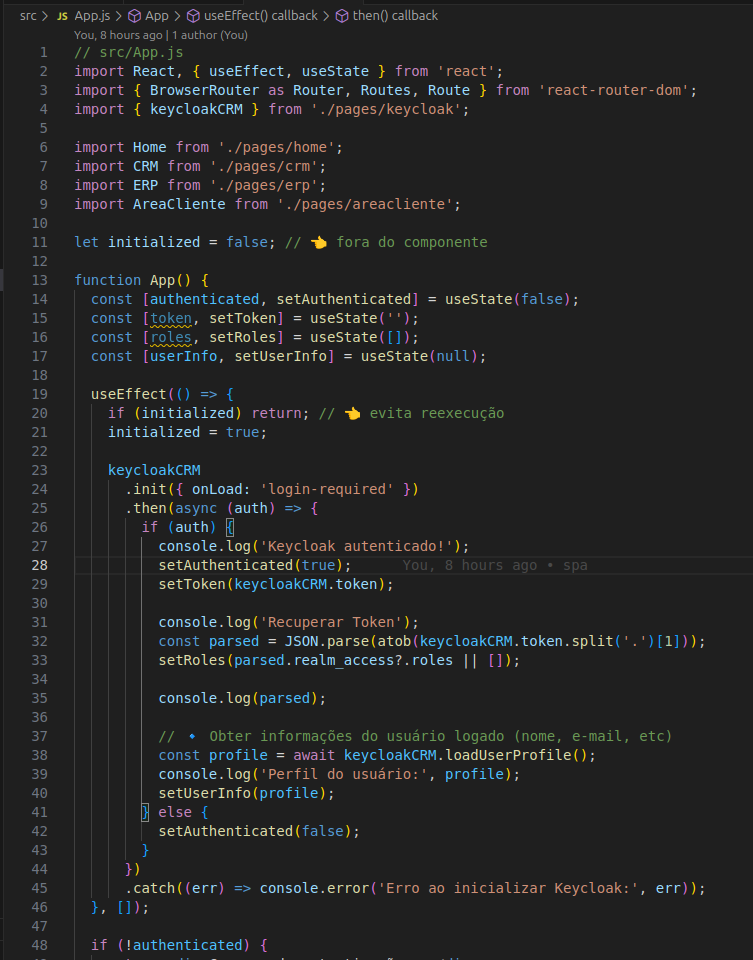 src > JS App.js > App > useEffect() callback > then() callback
You, 8 hours ago | 1 author (You)
1 // src/App.js
2 import React, { useEffect, useState } from 'react';
3 import { BrowserRouter as Router, Routes, Route } from 'react-router-dom';
4 import { keycloakCRM } from './pages/keycloak';
5
6 import Home from './pages/home';
7 import CRM from './pages/crm';
8 import ERP from './pages/erp';
9 import AreaCliente from './pages/areacliente';
10
11 let initialized = false; // 👈 fora do componente
12
13 function App() {
14   const [authenticated, setAuthenticated] = useState(false);
15   const [token, setToken] = useState('');
16   const [roles, setRoles] = useState([]);
17   const [userInfo, setUserInfo] = useState(null);
18
19   useEffect(() => {
20     if (initialized) return; // 👈 evita reexecução
21     initialized = true;
22
23     keycloakCRM
24       .init({ onLoad: 'login-required' })
25       .then(async (auth) => {
26         if (auth) {
27           console.log('Keycloak autenticado!');
28           setAuthenticated(true); You, 8 hours ago • spa
29           setToken(keycloakCRM.token);
30
31           console.log('Recuperar Token');
32           const parsed = JSON.parse(atob(keycloakCRM.token.split('.')[1]));
33           setRoles(parsed.realm_access?.roles || []);
34
35           console.log(parsed);
36
37           // 🔹 Obter informações do usuário logado (nome, e-mail, etc)
38           const profile = await keycloakCRM.loadUserProfile();
39           console.log('Perfil do usuário:', profile);
40           setUserInfo(profile);
41         } else {
42           setAuthenticated(false);
43         }
44       })
45       .catch((err) => console.error('Erro ao inicializar Keycloak:', err));
46   }, []);
47
48   if (!authenticated) {